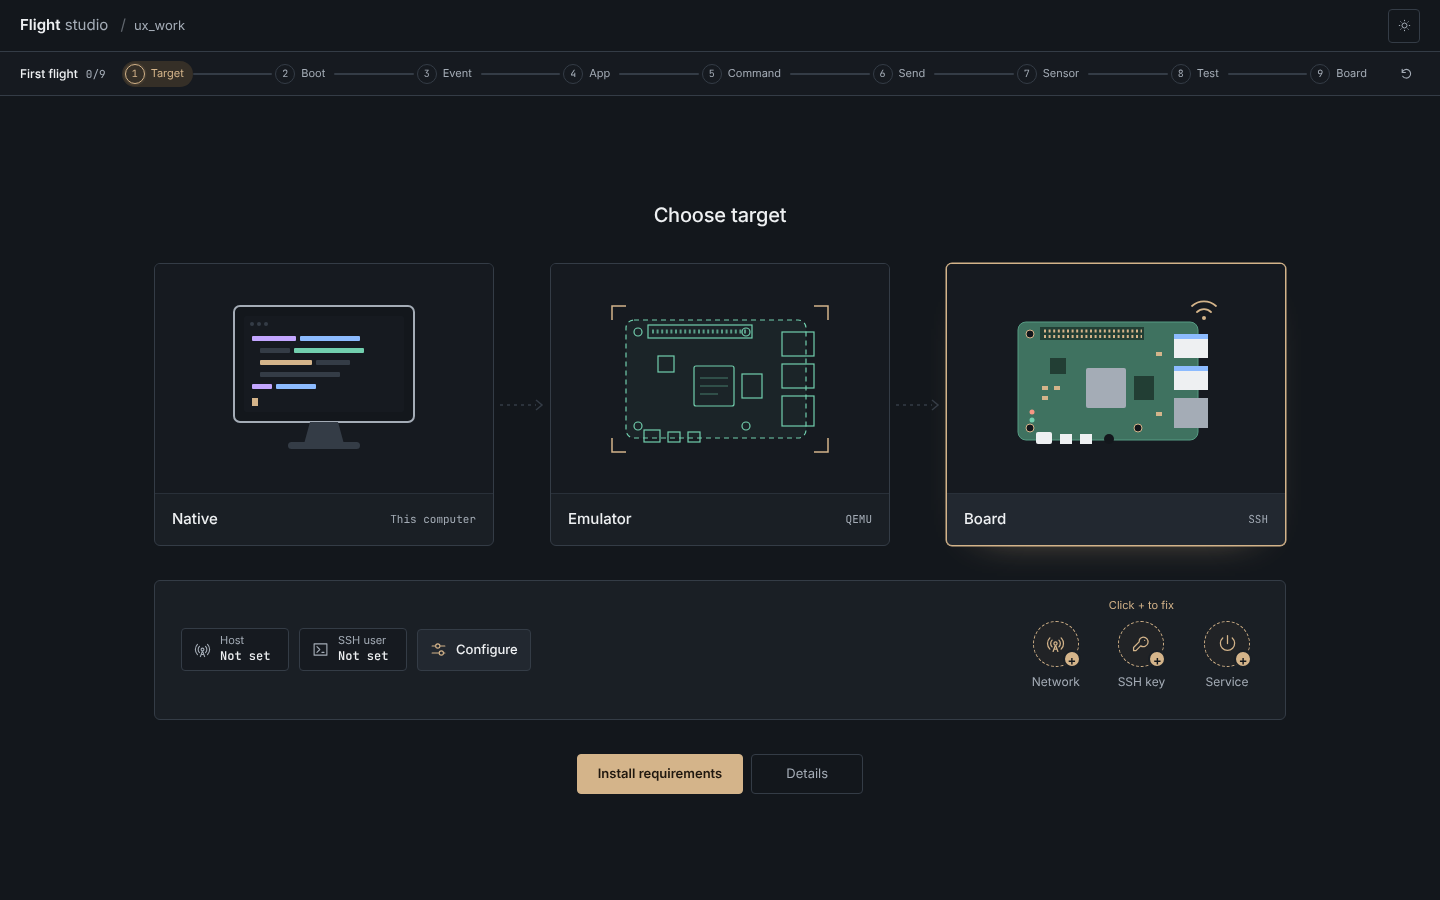 Flight studio / ux_work
First flight 0/9 1 Target 2 Boot 3 Event 4 App 5 Command 6 Send 7 Sensor 8 Test 9 Board
Choose target
Native This computer
Emulator QEMU
Board SSH
Click + to fix
Host
Not set
SSH user
Not set
Configure
Network
SSH key
Service
Install requirements
Details